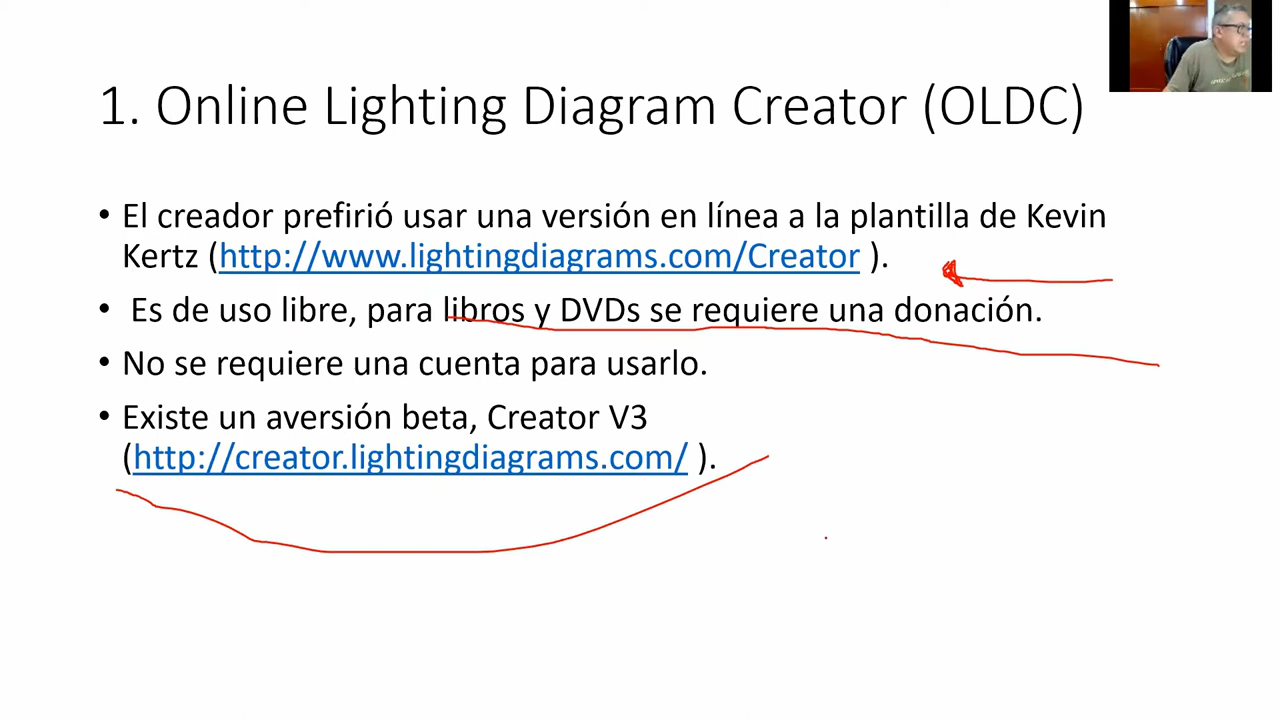 1. Online Lighting Diagram Creator (OLDC)
• El creador prefirió usar una versión en línea a la plantilla de Kevin
Kertz (http://www.lightingdiagrams.com/Creator ).
• Es de uso libre, para libros y DVDs se requiere una donación.
• No se requiere una cuenta para usarlo.
• Existe un aversión beta, Creator V3
(http://creator.lightingdiagrams.com/ ).